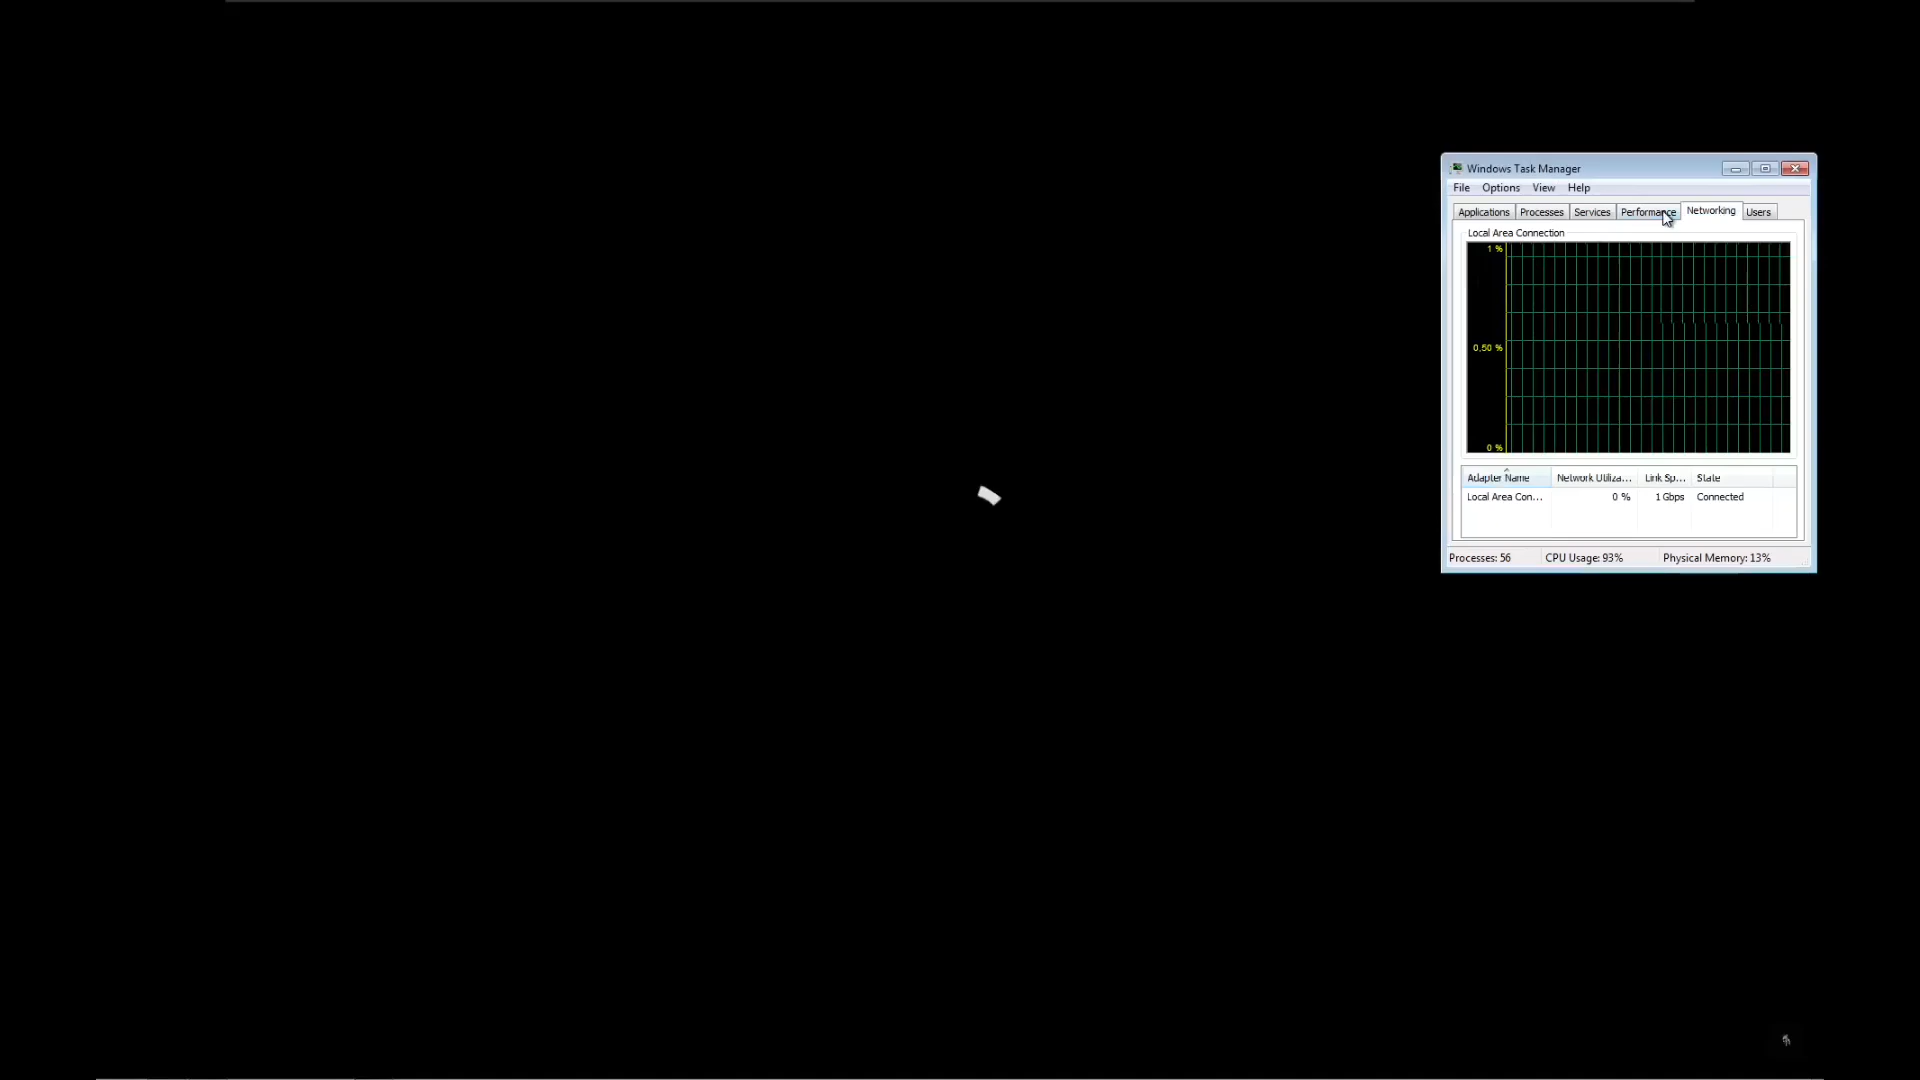 Windows Task Manager
File Options View Help
Applications Processes Services Performance Networking Users
Local Area Connection
1 %
0.50 %
0 %
Adapter Name Network Utiliza... Link Sp... State
Local Area Con... 0 % 1 Gbps Connected
Processes: 56 CPU Usage: 93% Physical Memory: 13%